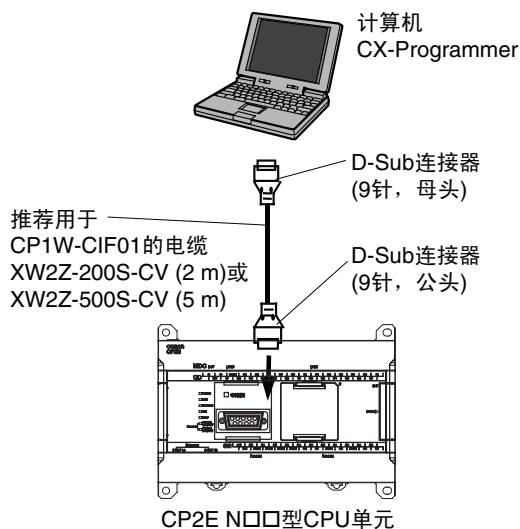 计算机
CX-Programmer
D-Sub连接器
(9针，母头)
推荐用于
CP1W-CIF01的电缆
XW2Z-200S-CV (2 m)或
XW2Z-500S-CV (5 m)
D-Sub连接器
(9针，公头)
CP2E N□□型CPU单元